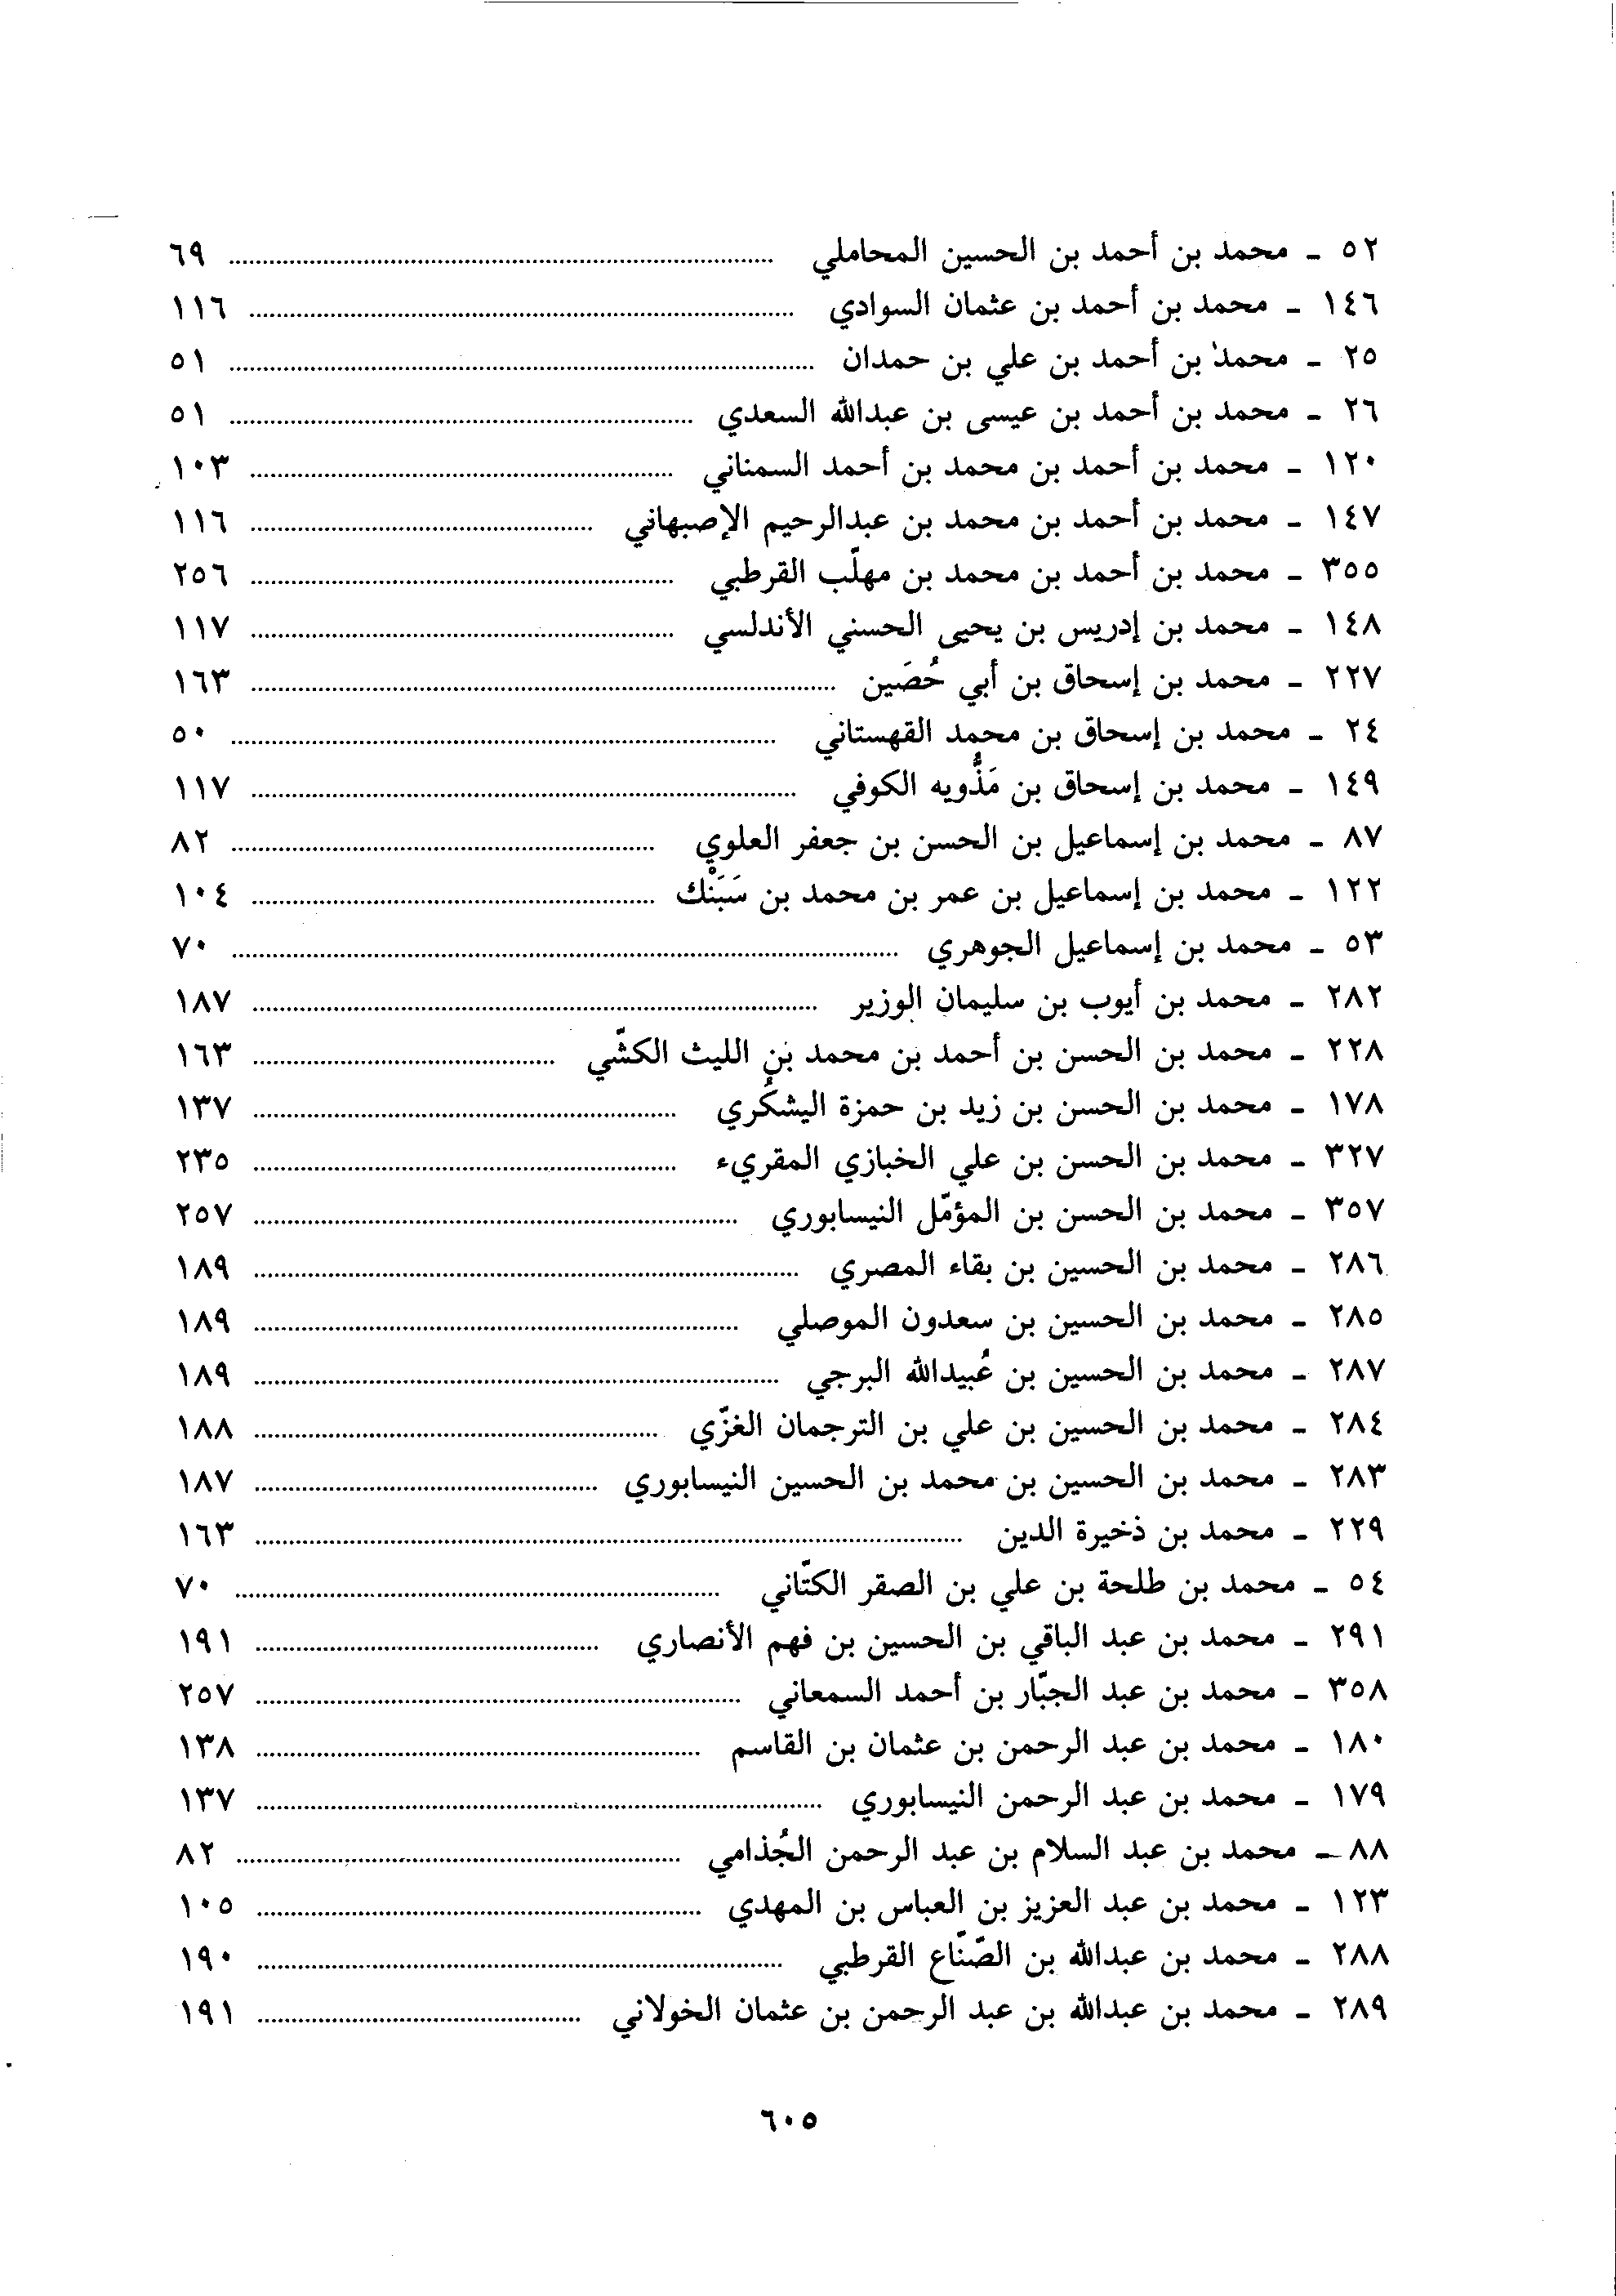 ٥٢ - محمد بن أحمد بن الحسين المحاملي ........ ٦٩
١٤٦ - محمد بن أحمد بن عثمان السوادي ........ ١١٦
٢٥ - محمد بن أحمد بن علي بن حمدان ........ ٥١
٢٦ - محمد بن أحمد بن عيسى بن عبدالله السعدي ........ ٥١
١٢٠ - محمد بن أحمد بن محمد بن أحمد السمناني ........ ١٠٣
١٤٧ - محمد بن أحمد بن محمد بن عبدالرحيم الإصبهاني ........ ١١٦
٣٥٥ - محمد بن أحمد بن محمد بن مهلّب القرطبي ........ ٢٥٦
١٤٨ - محمد بن إدريس بن يحيى الحسني الأندلسي ........ ١١٧
٢٢٧ - محمد بن إسحاق بن أبي حُصَين ........ ١٦٣
٢٤ - محمد بن إسحاق بن محمد القهستاني ........ ٥٠
١٤٩ - محمد بن إسحاق بن مَذُّويه الكوفي ........ ١١٧
٨٧ - محمد بن إسماعيل بن الحسن بن جعفر العلوي ........ ٨٢
١٢٢ - محمد بن إسماعيل بن عمر بن محمد بن سَبَنْك ........ ١٠٤
٥٣ - محمد بن إسماعيل الجوهري ........ ٧٠
٢٨٢ - محمد بن أيوب بن سليمان الوزير ........ ١٨٧
٢٢٨ - محمد بن الحسن بن أحمد بن محمد بن الليث الكشّي ........ ١٦٣
١٧٨ - محمد بن الحسن بن زيد بن حمزة اليشكُري ........ ١٣٧
٣٢٧ - محمد بن الحسن بن علي الخبازي المقريء ........ ٢٣٥
٣٥٧ - محمد بن الحسن بن المؤمّل النيسابوري ........ ٢٥٧
٢٨٦ - محمد بن الحسين بن بقاء المصري ........ ١٨٩
٢٨٥ - محمد بن الحسين بن سعدون الموصلي ........ ١٨٩
٢٨٧ - محمد بن الحسين بن عُبيدالله البرجي ........ ١٨٩
٢٨٤ - محمد بن الحسين بن علي بن الترجمان الغزّي ........ ١٨٨
٢٨٣ - محمد بن الحسين بن محمد بن الحسين النيسابوري ........ ١٨٧
٢٢٩ - محمد بن ذخيرة الدين ........ ١٦٣
٥٤ - محمد بن طلحة بن علي بن الصقر الكتّاني ........ ٧٠
٢٩١ - محمد بن عبد الباقي بن الحسين بن فهم الأنصاري ........ ١٩١
٣٥٨ - محمد بن عبد الجبّار بن أحمد السمعاني ........ ٢٥٧
١٨٠ - محمد بن عبد الرحمن بن عثمان بن القاسم ........ ١٣٨
١٧٩ - محمد بن عبد الرحمن النيسابوري ........ ١٣٧
٨٨ - محمد بن عبد السلام بن عبد الرحمن الجُذامي ........ ٨٢
١٢٣ - محمد بن عبد العزيز بن العباس بن المهدي ........ ١٠٥
٢٨٨ - محمد بن عبدالله بن الصّنّاع القرطبي ........ ١٩٠
٢٨٩ - محمد بن عبدالله بن عبد الرحمن بن عثمان الخولاني ........ ١٩١
٦٠٥